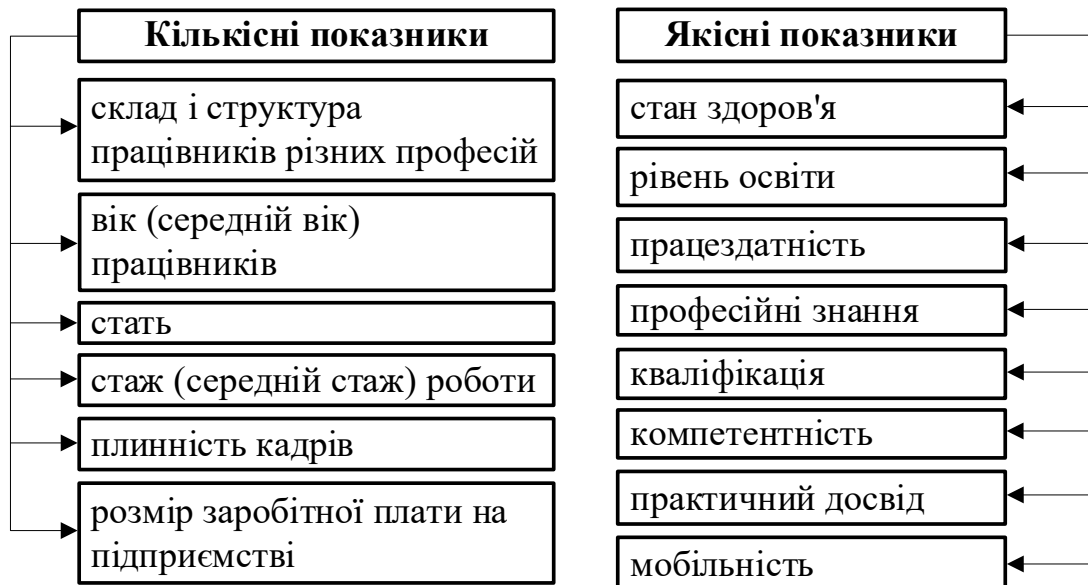 Кількісні показники
склад і структура
працівників різних професій
вік (середній вік)
працівників
стать
стаж (середній стаж) роботи
плинність кадрів
розмір заробітної плати на
підприємстві
Якісні показники
стан здоров'я
рівень освіти
працездатність
професійні знання
кваліфікація
компетентність
практичний досвід
мобільність